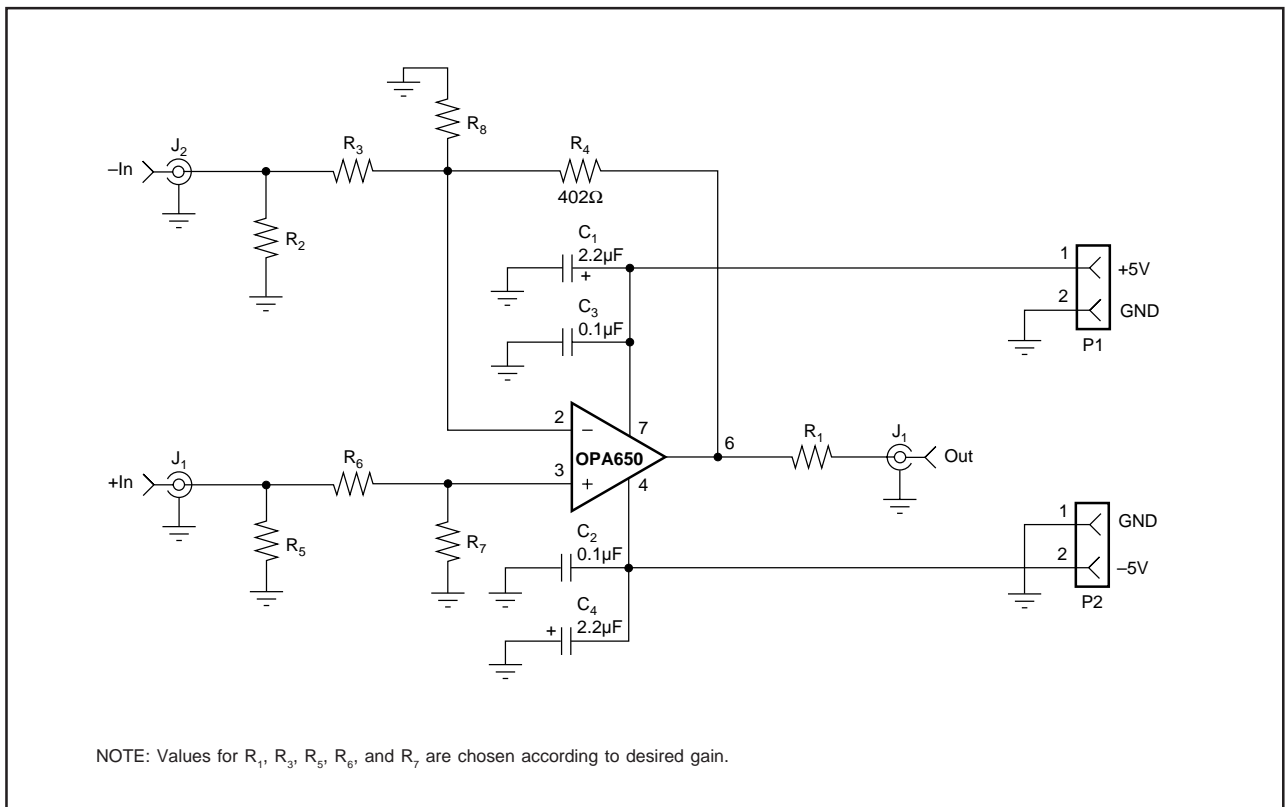 R₈
J₂
R₃
R₄
–In
402Ω
R₂
C₁
2.2µF
+
1
+5V
C₃
2
GND
0.1µF
P1
2
–
7
J₁
R₆
OPA650
6
R₁
J₁
Out
+In
3
+
4
1
GND
R₅
R₇
C₂
0.1µF
2
–5V
C₄
P2
+
2.2µF
NOTE: Values for R₁, R₃, R₅, R₆, and R₇ are chosen according to desired gain.